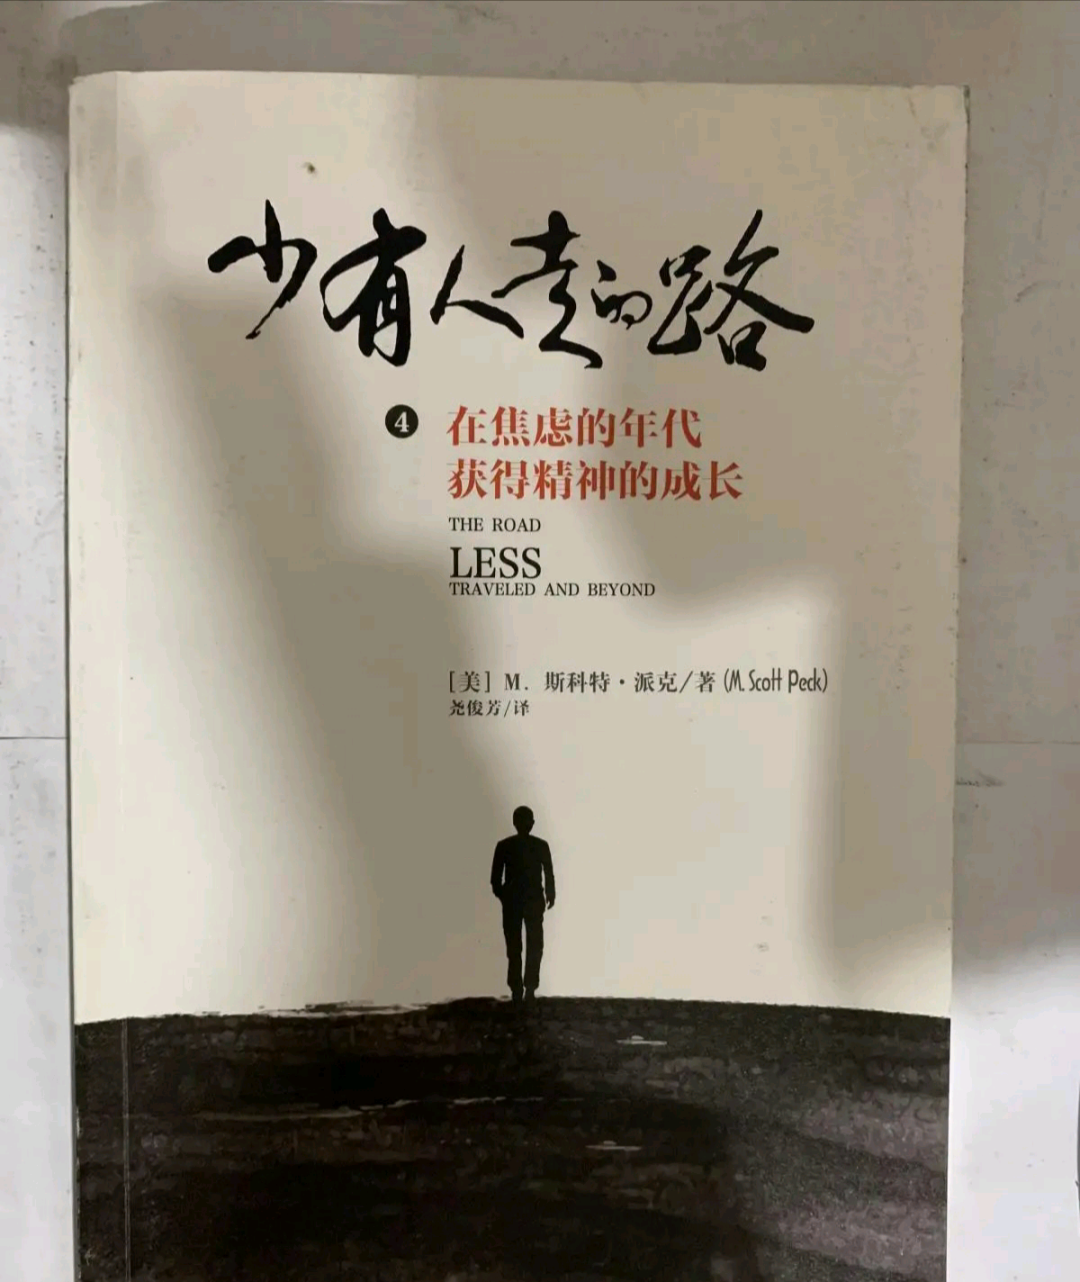 少有人走的路
4 在焦虑的年代
获得精神的成长
THE ROAD
LESS
TRAVELED AND BEYOND
[美] M. 斯科特·派克/著 (M. Scott Peck)
尧俊芳/译